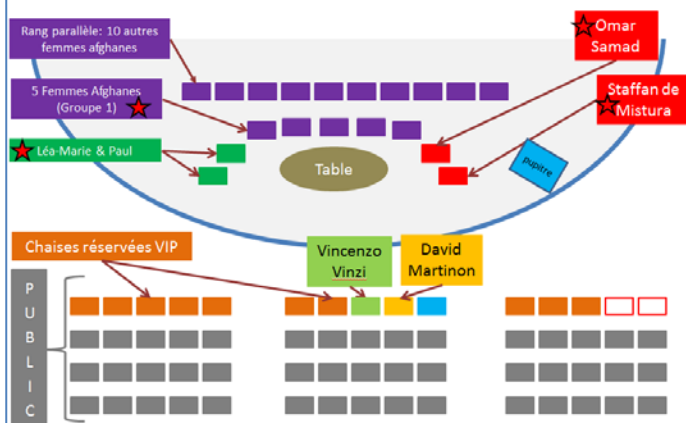 Rang parallèle: 10 autres
femmes afghanes
Omar
Samad
5 Femmes Afghanes
(Groupe 1)
Staffan de
Mistura
Léa-Marie & Paul
Table
pupitre
Chaises réservées VIP
Vincenzo
Vinzi
David
Martinon
P
U
B
L
I
C